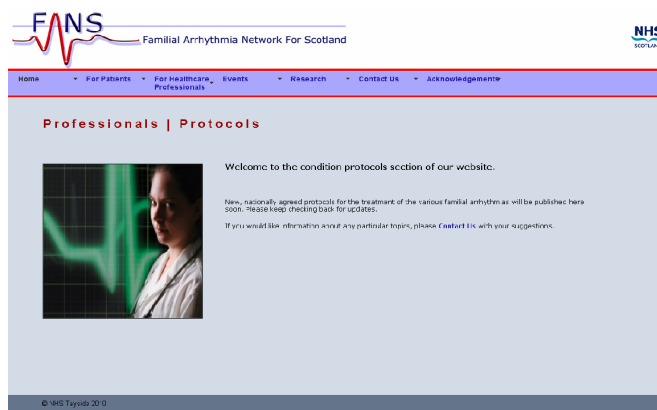 FANS
Familial Arrhythmia Network For Scotland
NHS
SCOTLAN
Home For Patients For Healthcare Professionals Events Research Contact Us Acknowledgements
Professionals | Protocols
Welcome to the condition protocols section of our website.
New, nationally agreed protocols for the treatment of the various familial arrhythmias will be published here
soon. Please keep checking back for updates.
If you would like information about any particular topics, please Contact Us with your suggestions.
© NHS Tayside 2010